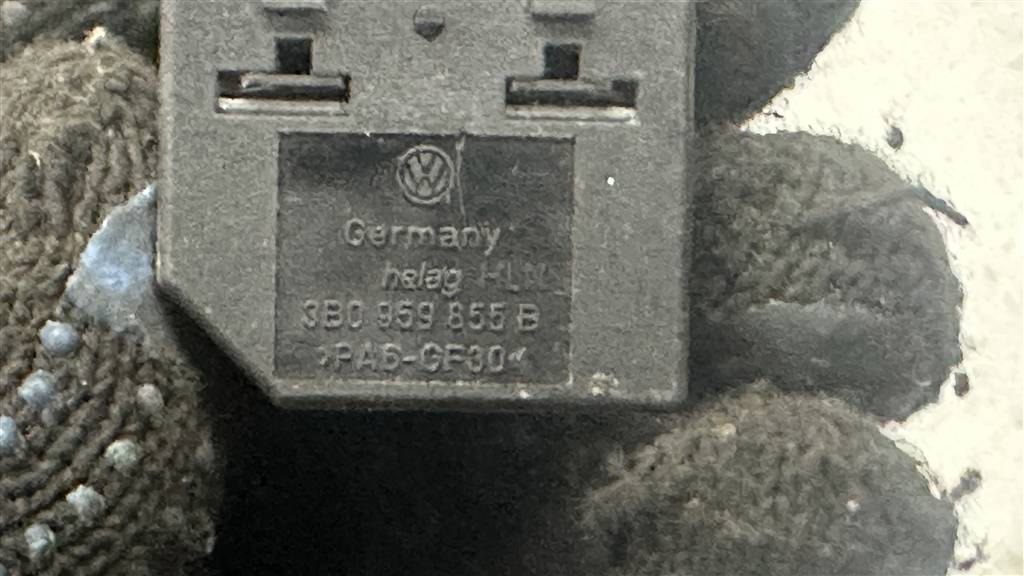 Germany
helag
3B0 959 855 B
>PA6-GF30<